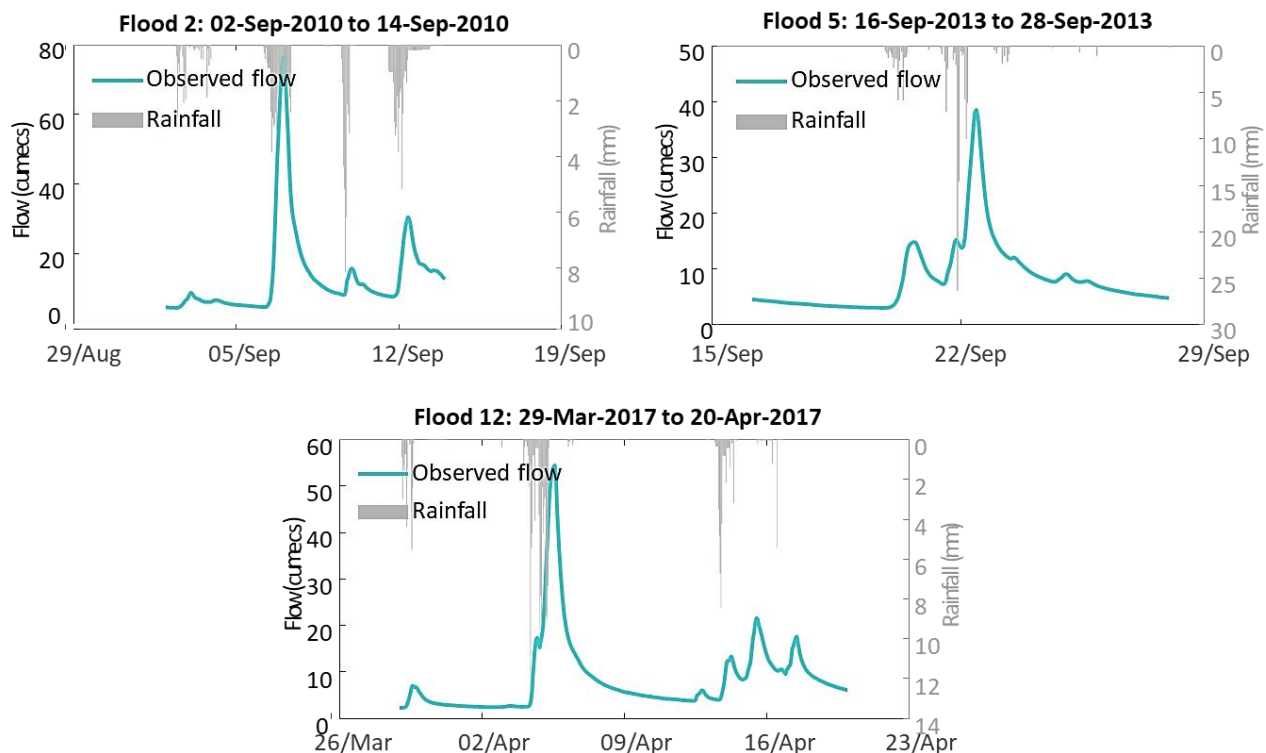 Flood 2: 02-Sep-2010 to 14-Sep-2010
80
60
40
20
0
Flow (cumecs)
Observed flow
Rainfall
0
2
4
6
8
10
Rainfall (mm)
29/Aug 05/Sep 12/Sep 19/Sep
Flood 5: 16-Sep-2013 to 28-Sep-2013
50
40
30
20
10
0
Flow (cumecs)
Observed flow
Rainfall
0
5
10
15
20
25
30
Rainfall (mm)
15/Sep 22/Sep 29/Sep
Flood 12: 29-Mar-2017 to 20-Apr-2017
60
50
40
30
20
10
0
Flow (cumecs)
Observed flow
Rainfall
0
2
4
6
8
10
12
14
Rainfall (mm)
26/Mar 02/Apr 09/Apr 16/Apr 23/Apr